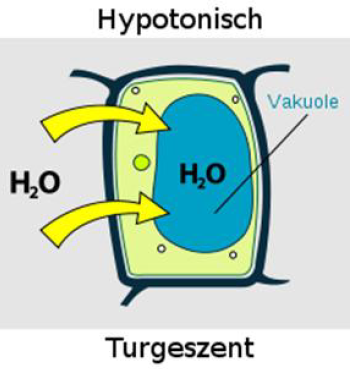 Hypotonisch
Vakuole
H₂O
H₂O
Turgeszent